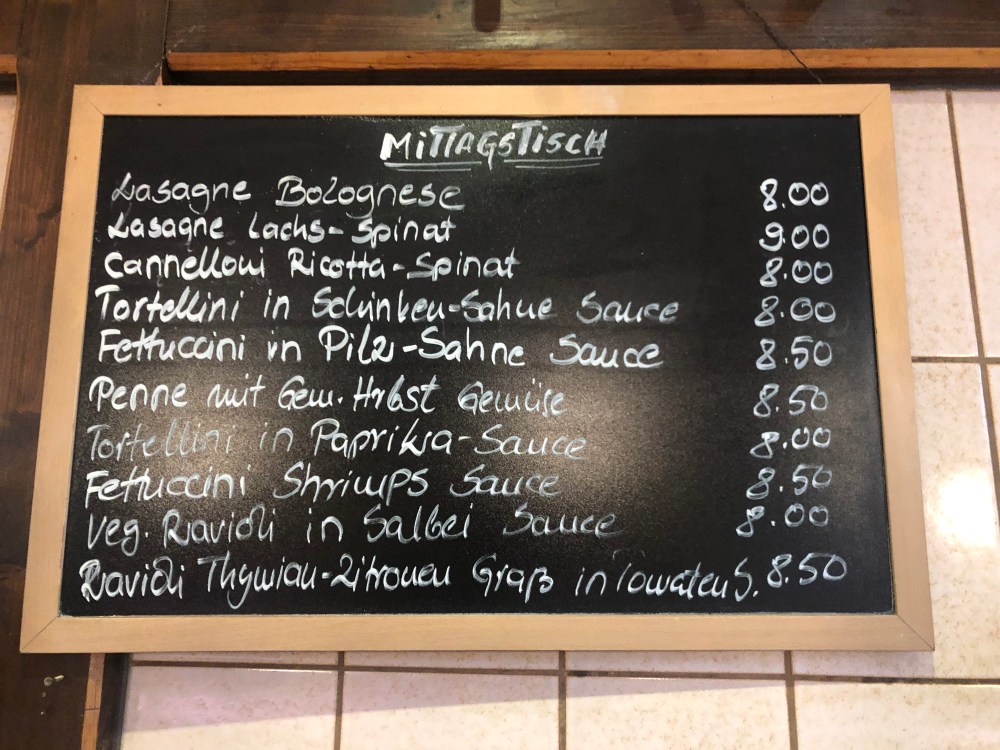 MiTTAGSTiSCH
Lasagne Bolognese 8.00
Lasagne Lachs-Spinat 9.00
Cannelloni Ricotta-Spinat 8.00
Tortellini in Schinken-Sahne Sauce 8.00
Fettuccini in Pilz-Sahne Sauce 8.50
Penne mit Gem. Hrbst Gemüse 8.50
Tortellini in Paprika-Sauce 8.00
Fettuccini Shrimps Sauce 8.50
Veg. Ravioli in Salbei Sauce 8.00
Ravioli Thymian-Zitronen Graß in Tomaten S. 8.50